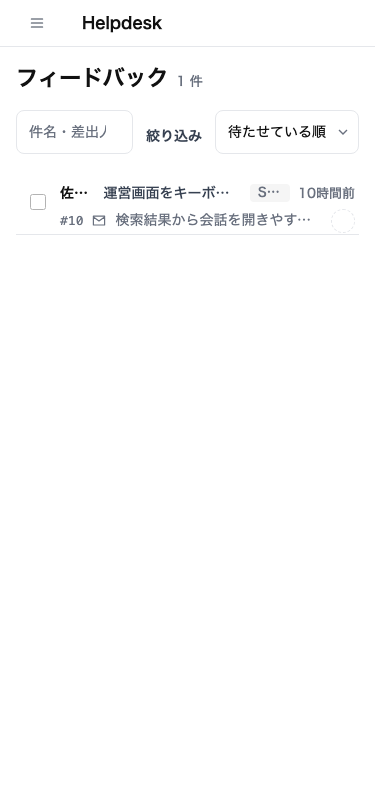 Helpdesk
フィードバック 1 件
件名・差出人 絞り込み 待たせている順
佐… 運営画面をキーボ… S… 10時間前
#10 検索結果から会話を開きやす…